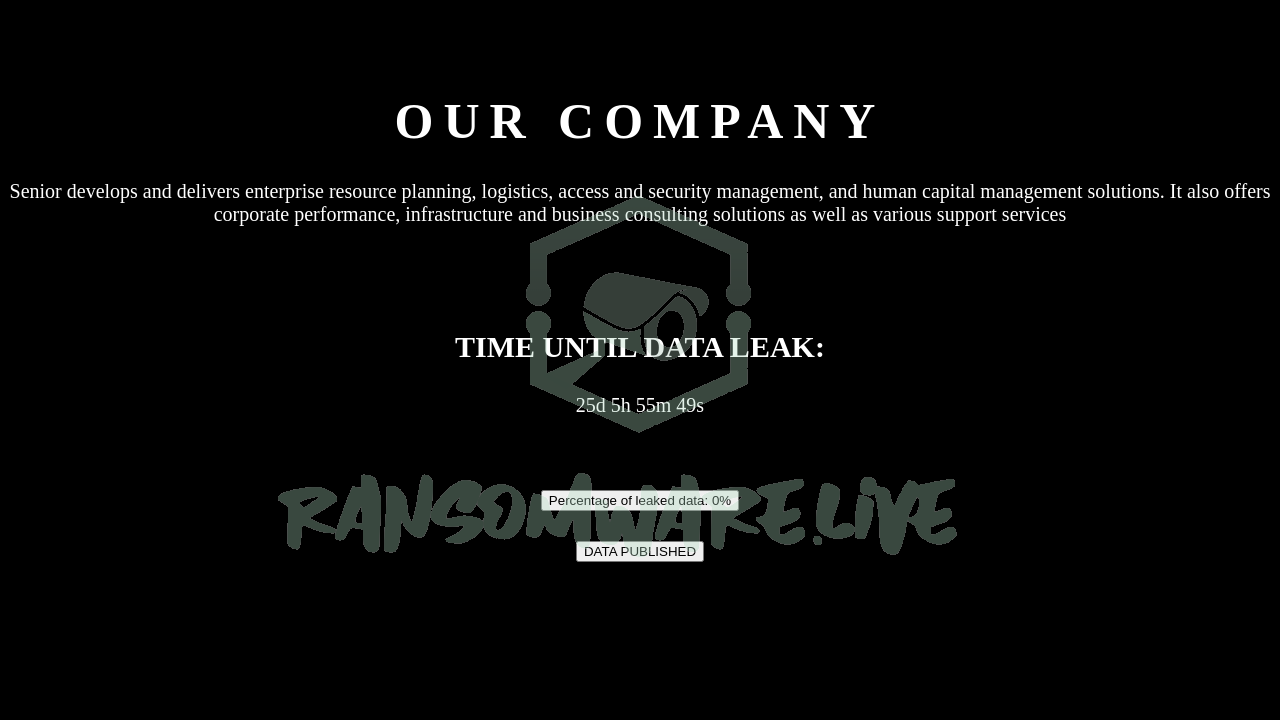 OUR COMPANY
Senior develops and delivers enterprise resource planning, logistics, access and security management, and human capital management solutions. It also offers
corporate performance, infrastructure and business consulting solutions as well as various support services
TIME UNTIL DATA LEAK:
25d 5h 55m 49s
Percentage of leaked data: 0%
RANSOMWARE.LIVE
DATA PUBLISHED